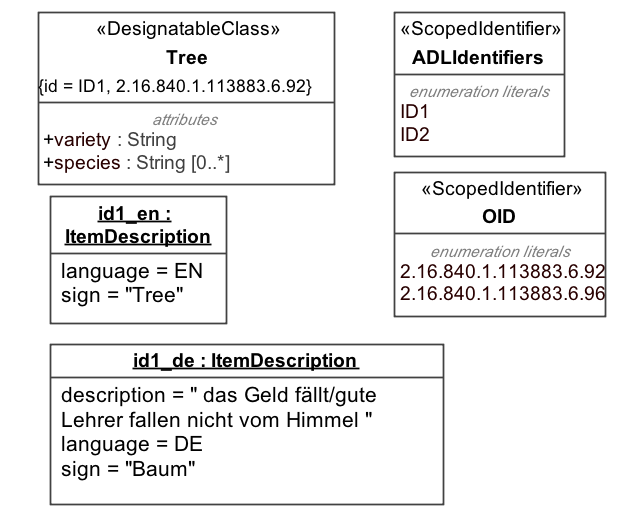 «DesignatableClass»
Tree
{id = ID1, 2.16.840.1.113883.6.92}
attributes
+variety : String
+species : String [0..*]
«ScopedIdentifier»
ADLIdentifiers
enumeration literals
ID1
ID2
id1_en :
ItemDescription
language = EN
sign = "Tree"
«ScopedIdentifier»
OID
enumeration literals
2.16.840.1.113883.6.92
2.16.840.1.113883.6.96
id1_de : ItemDescription
description = " das Geld fällt/gute
Lehrer fallen nicht vom Himmel "
language = DE
sign = "Baum"